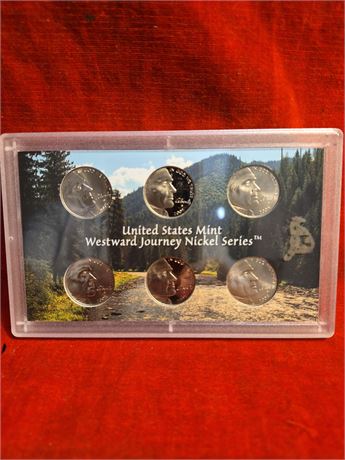 United States Mint
Westward Journey Nickel Series™